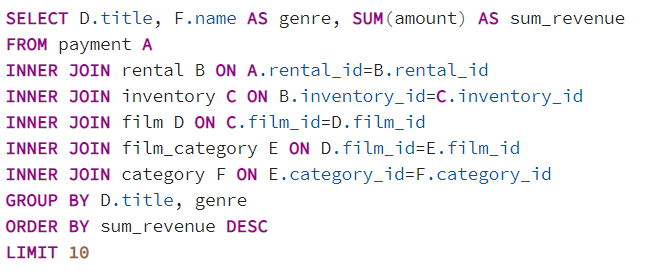 SELECT D.title, F.name AS genre, SUM(amount) AS sum_revenue
FROM payment A
INNER JOIN rental B ON A.rental_id=B.rental_id
INNER JOIN inventory C ON B.inventory_id=C.inventory_id
INNER JOIN film D ON C.film_id=D.film_id
INNER JOIN film_category E ON D.film_id=E.film_id
INNER JOIN category F ON E.category_id=F.category_id
GROUP BY D.title, genre
ORDER BY sum_revenue DESC
LIMIT 10